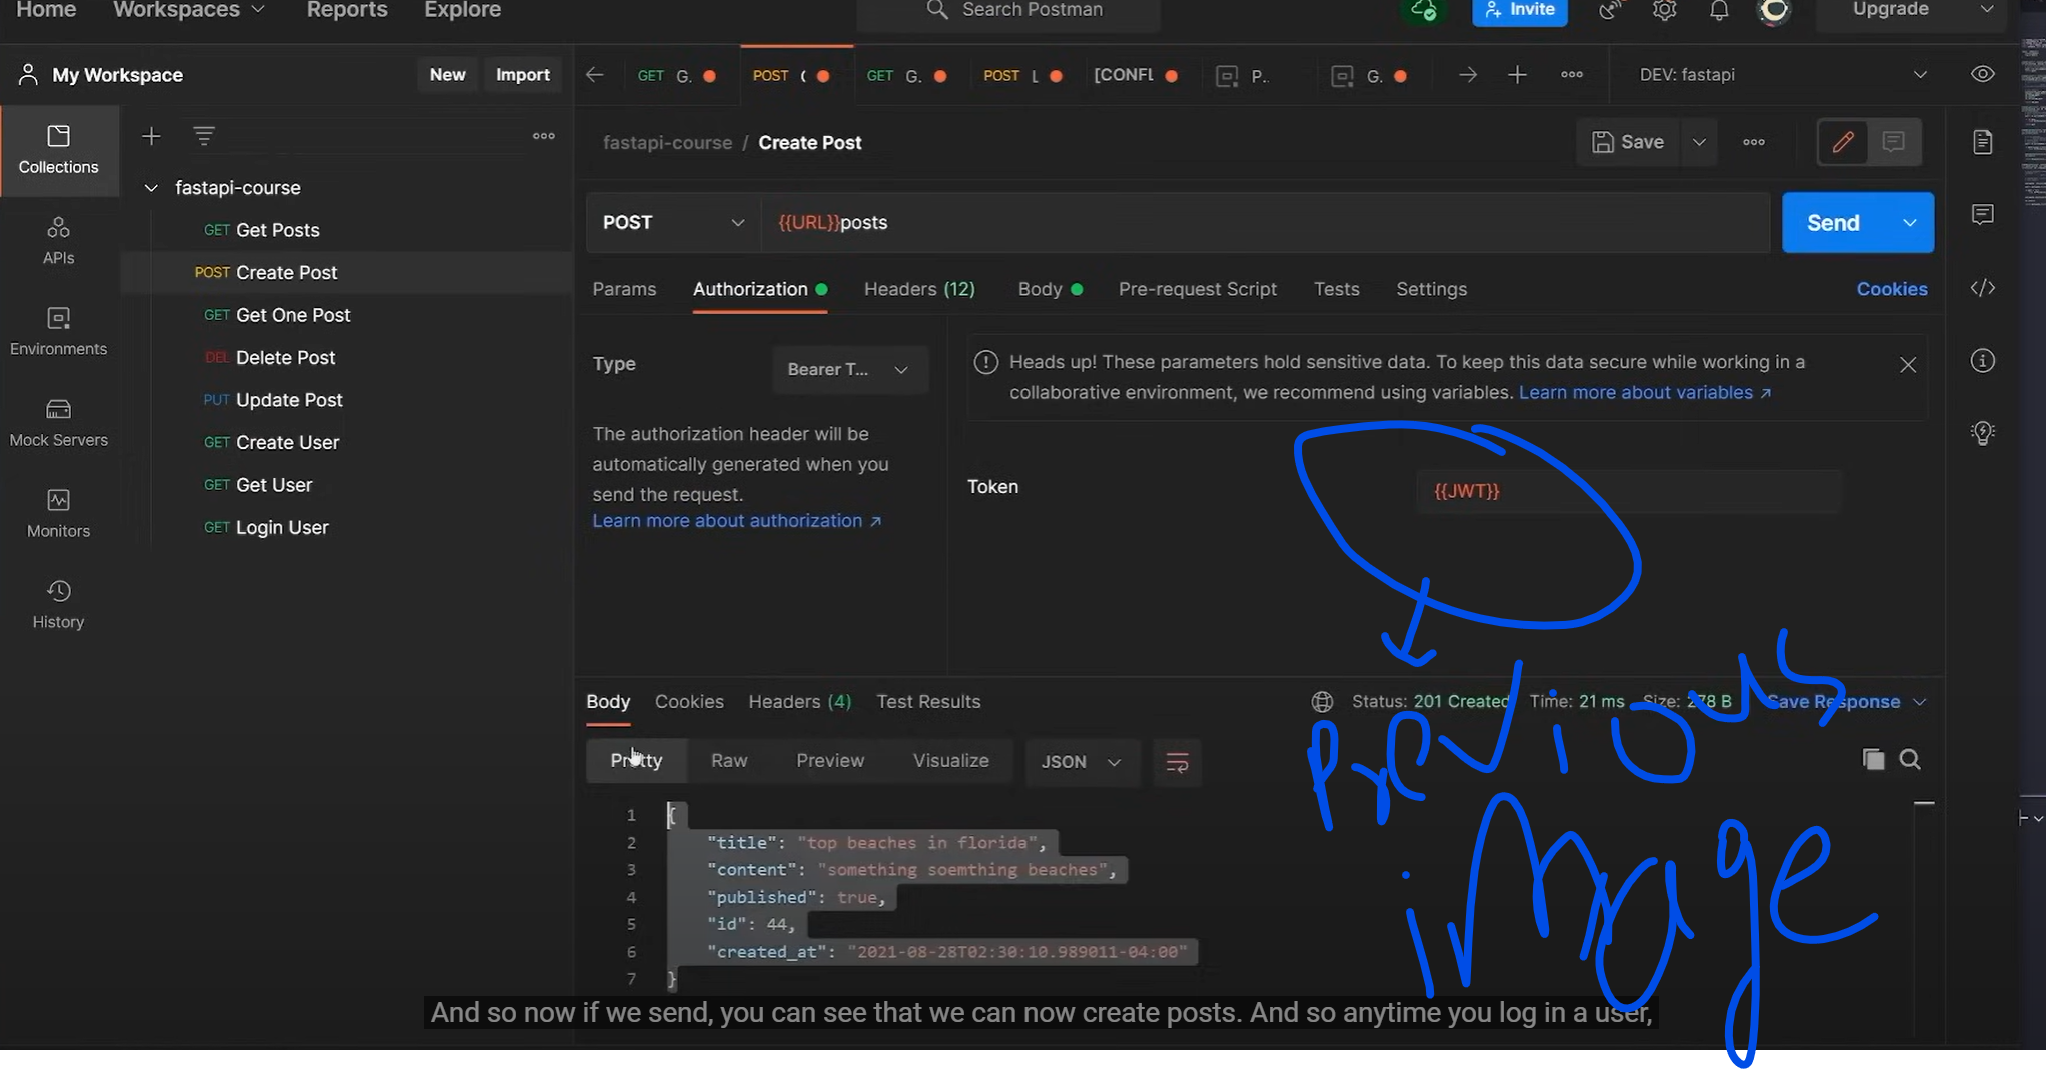 Home Workspaces Reports Explore Search Postman Invite Upgrade
My Workspace New Import GET G. POST GET G. POST L [CONFL P.. G. DEV: fastapi
fastapi-course / Create Post Save
Collections
fastapi-course
POST {{URL}}posts Send
GET Get Posts
APIs
POST Create Post
Params Authorization Headers (12) Body Pre-request Script Tests Settings Cookies
GET Get One Post
Environments
DEL Delete Post
Type Bearer T...
Heads up! These parameters hold sensitive data. To keep this data secure while working in a
collaborative environment, we recommend using variables. Learn more about variables ↗
PUT Update Post
Mock Servers
GET Create User
The authorization header will be
automatically generated when you
send the request.
Learn more about authorization ↗
Token {{JWT}}
GET Get User
Monitors
GET Login User
History
Previous
image
Body Cookies Headers (4) Test Results Status: 201 Created Time: 21 ms Size: 278 B Save Response
Pretty Raw Preview Visualize JSON
1 {
2 "title": "top beaches in florida",
3 "content": "something soemthing beaches",
4 "published": true,
5 "id": 44,
6 "created_at": "2021-08-28T02:30:10.989011-04:00"
7 }
And so now if we send, you can see that we can now create posts. And so anytime you log in a user,